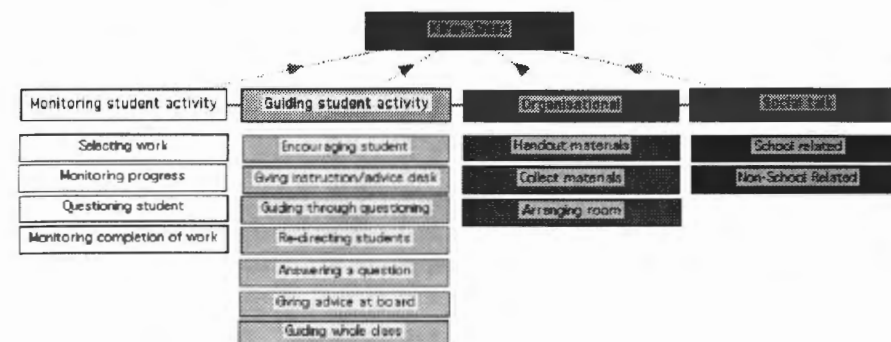 Monitoring student activity
Guiding student activity
Organisational
Social talk
Selecting work
Monitoring progress
Questioning student
Monitoring completion of work
Encouraging student
Giving instruction/advice desk
Guiding through questioning
Re-directing students
Answering a question
Giving advice at board
Guiding whole class
Handout materials
Collect materials
Arranging room
School related
Non-School Related